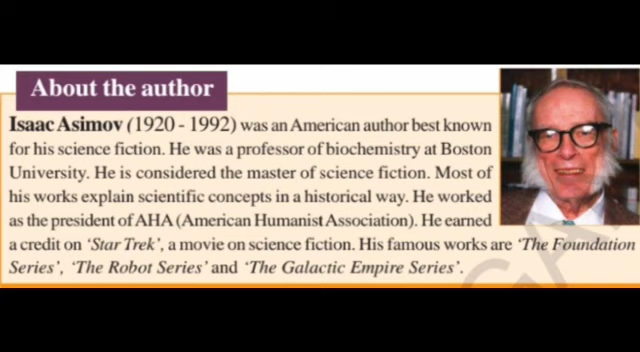 About the author
Isaac Asimov (1920 - 1992) was an American author best known
for his science fiction. He was a professor of biochemistry at Boston
University. He is considered the master of science fiction. Most of
his works explain scientific concepts in a historical way. He worked
as the president of AHA (American Humanist Association). He earned
a credit on 'Star Trek', a movie on science fiction. His famous works are 'The Foundation
Series', 'The Robot Series' and 'The Galactic Empire Series'.